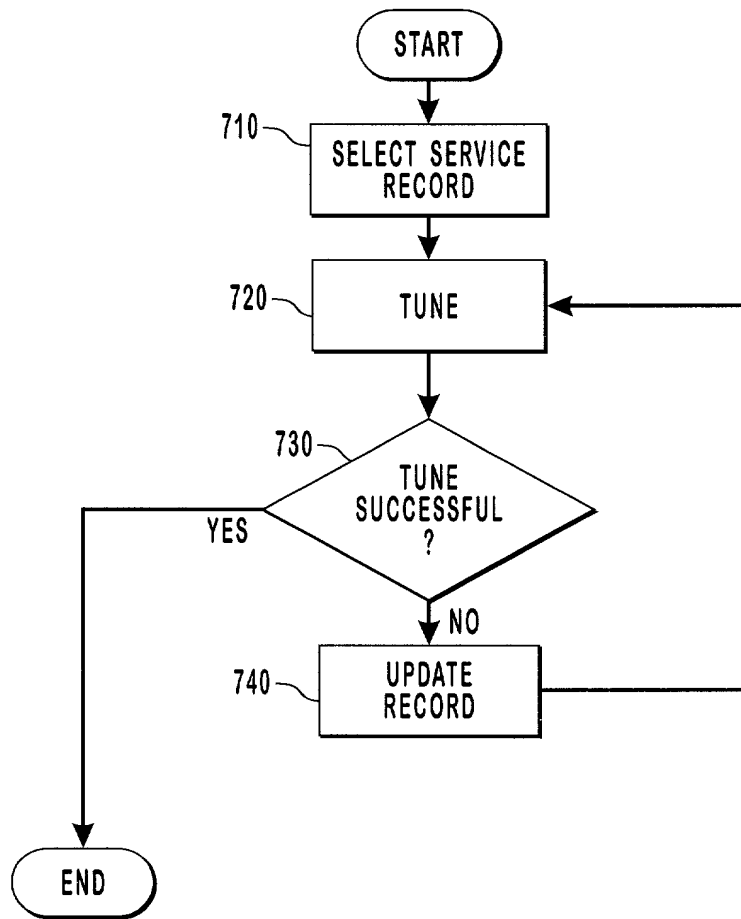 START
710
SELECT SERVICE
RECORD
720
TUNE
730
TUNE
SUCCESSFUL
?
YES
NO
740
UPDATE
RECORD
END